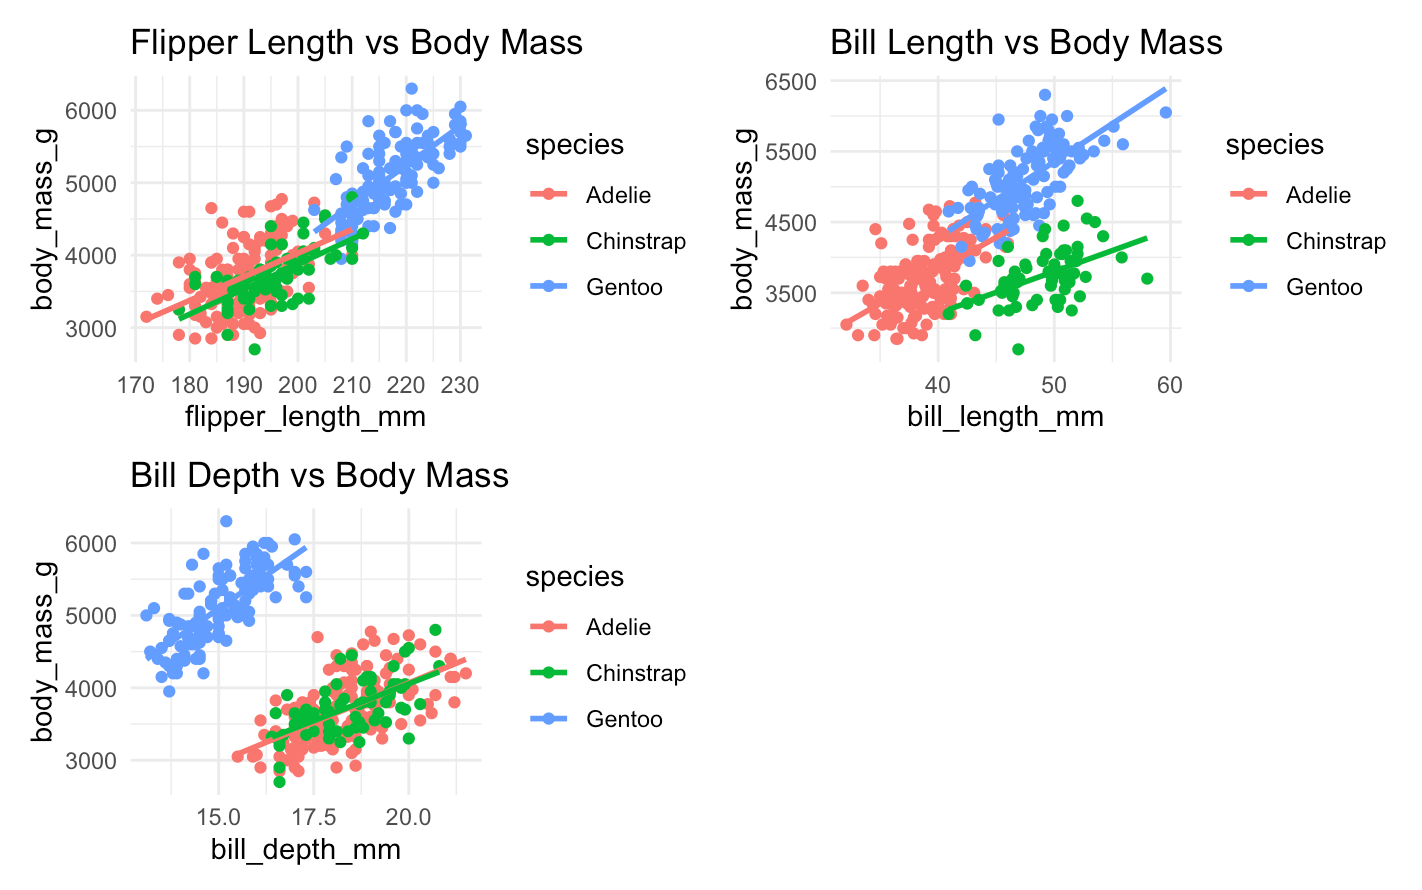 Flipper Length vs Body Mass
body_mass_g
6000
5000
4000
3000
170 180 190 200 210 220 230
flipper_length_mm
species
Adelie
Chinstrap
Gentoo
Bill Length vs Body Mass
body_mass_g
6500
5500
4500
3500
40 50 60
bill_length_mm
species
Adelie
Chinstrap
Gentoo
Bill Depth vs Body Mass
body_mass_g
6000
5000
4000
3000
15.0 17.5 20.0
bill_depth_mm
species
Adelie
Chinstrap
Gentoo